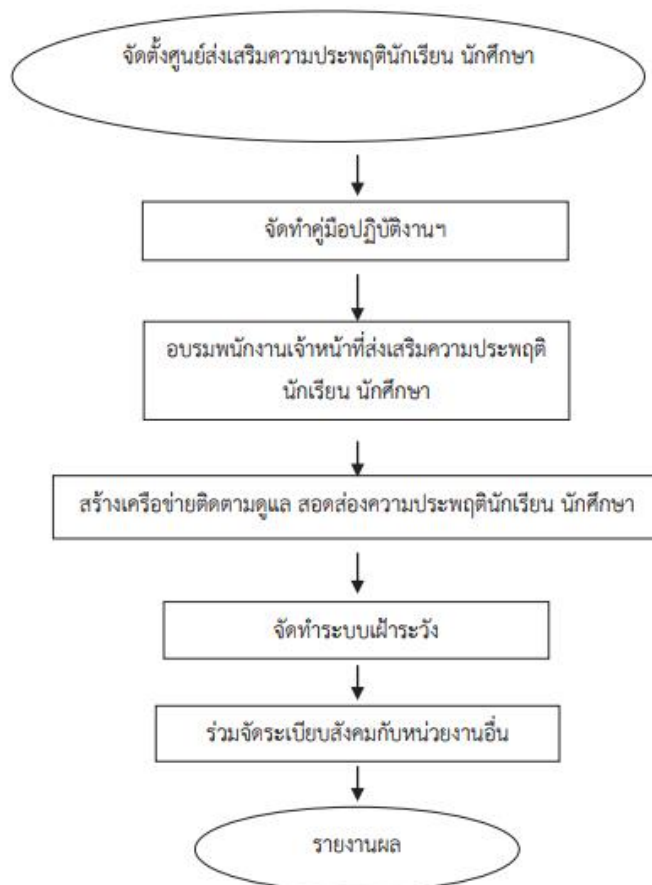 จัดตั้งศูนย์ส่งเสริมความประพฤตินักเรียน นักศึกษา
จัดทำคู่มือปฏิบัติงานฯ
อบรมพนักงานเจ้าหน้าที่ส่งเสริมความประพฤติ
นักเรียน นักศึกษา
สร้างเครือข่ายติดตามดูแล สอดส่องความประพฤตินักเรียน นักศึกษา
จัดทำระบบเฝ้าระวัง
ร่วมจัดระเบียบสังคมกับหน่วยงานอื่น
รายงานผล